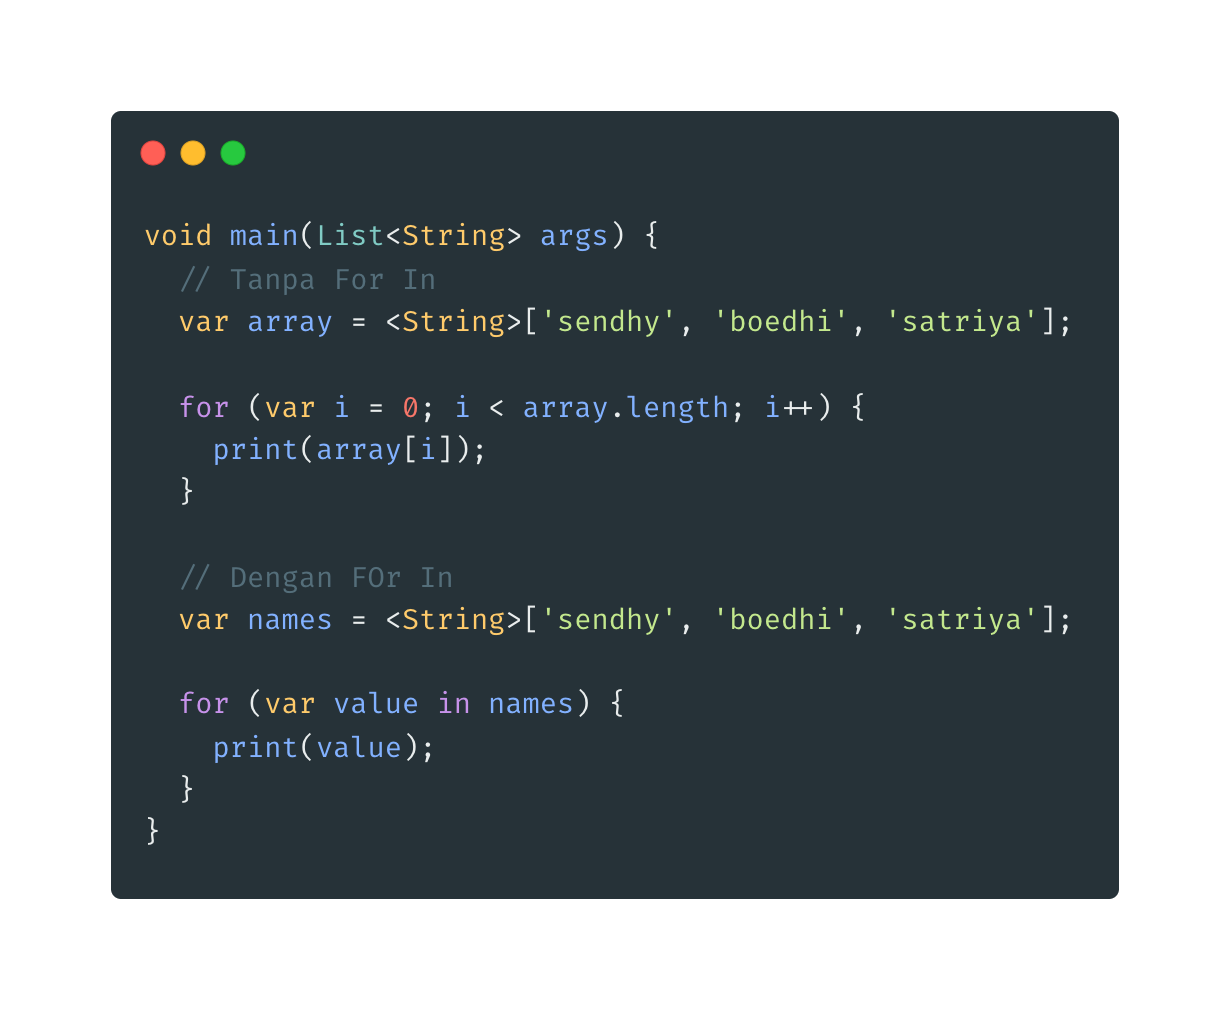 void main(List<String> args) {
  // Tanpa For In
  var array = <String>['sendhy', 'boedhi', 'satriya'];

  for (var i = 0; i < array.length; i++) {
    print(array[i]);
  }

  // Dengan FOr In
  var names = <String>['sendhy', 'boedhi', 'satriya'];

  for (var value in names) {
    print(value);
  }
}